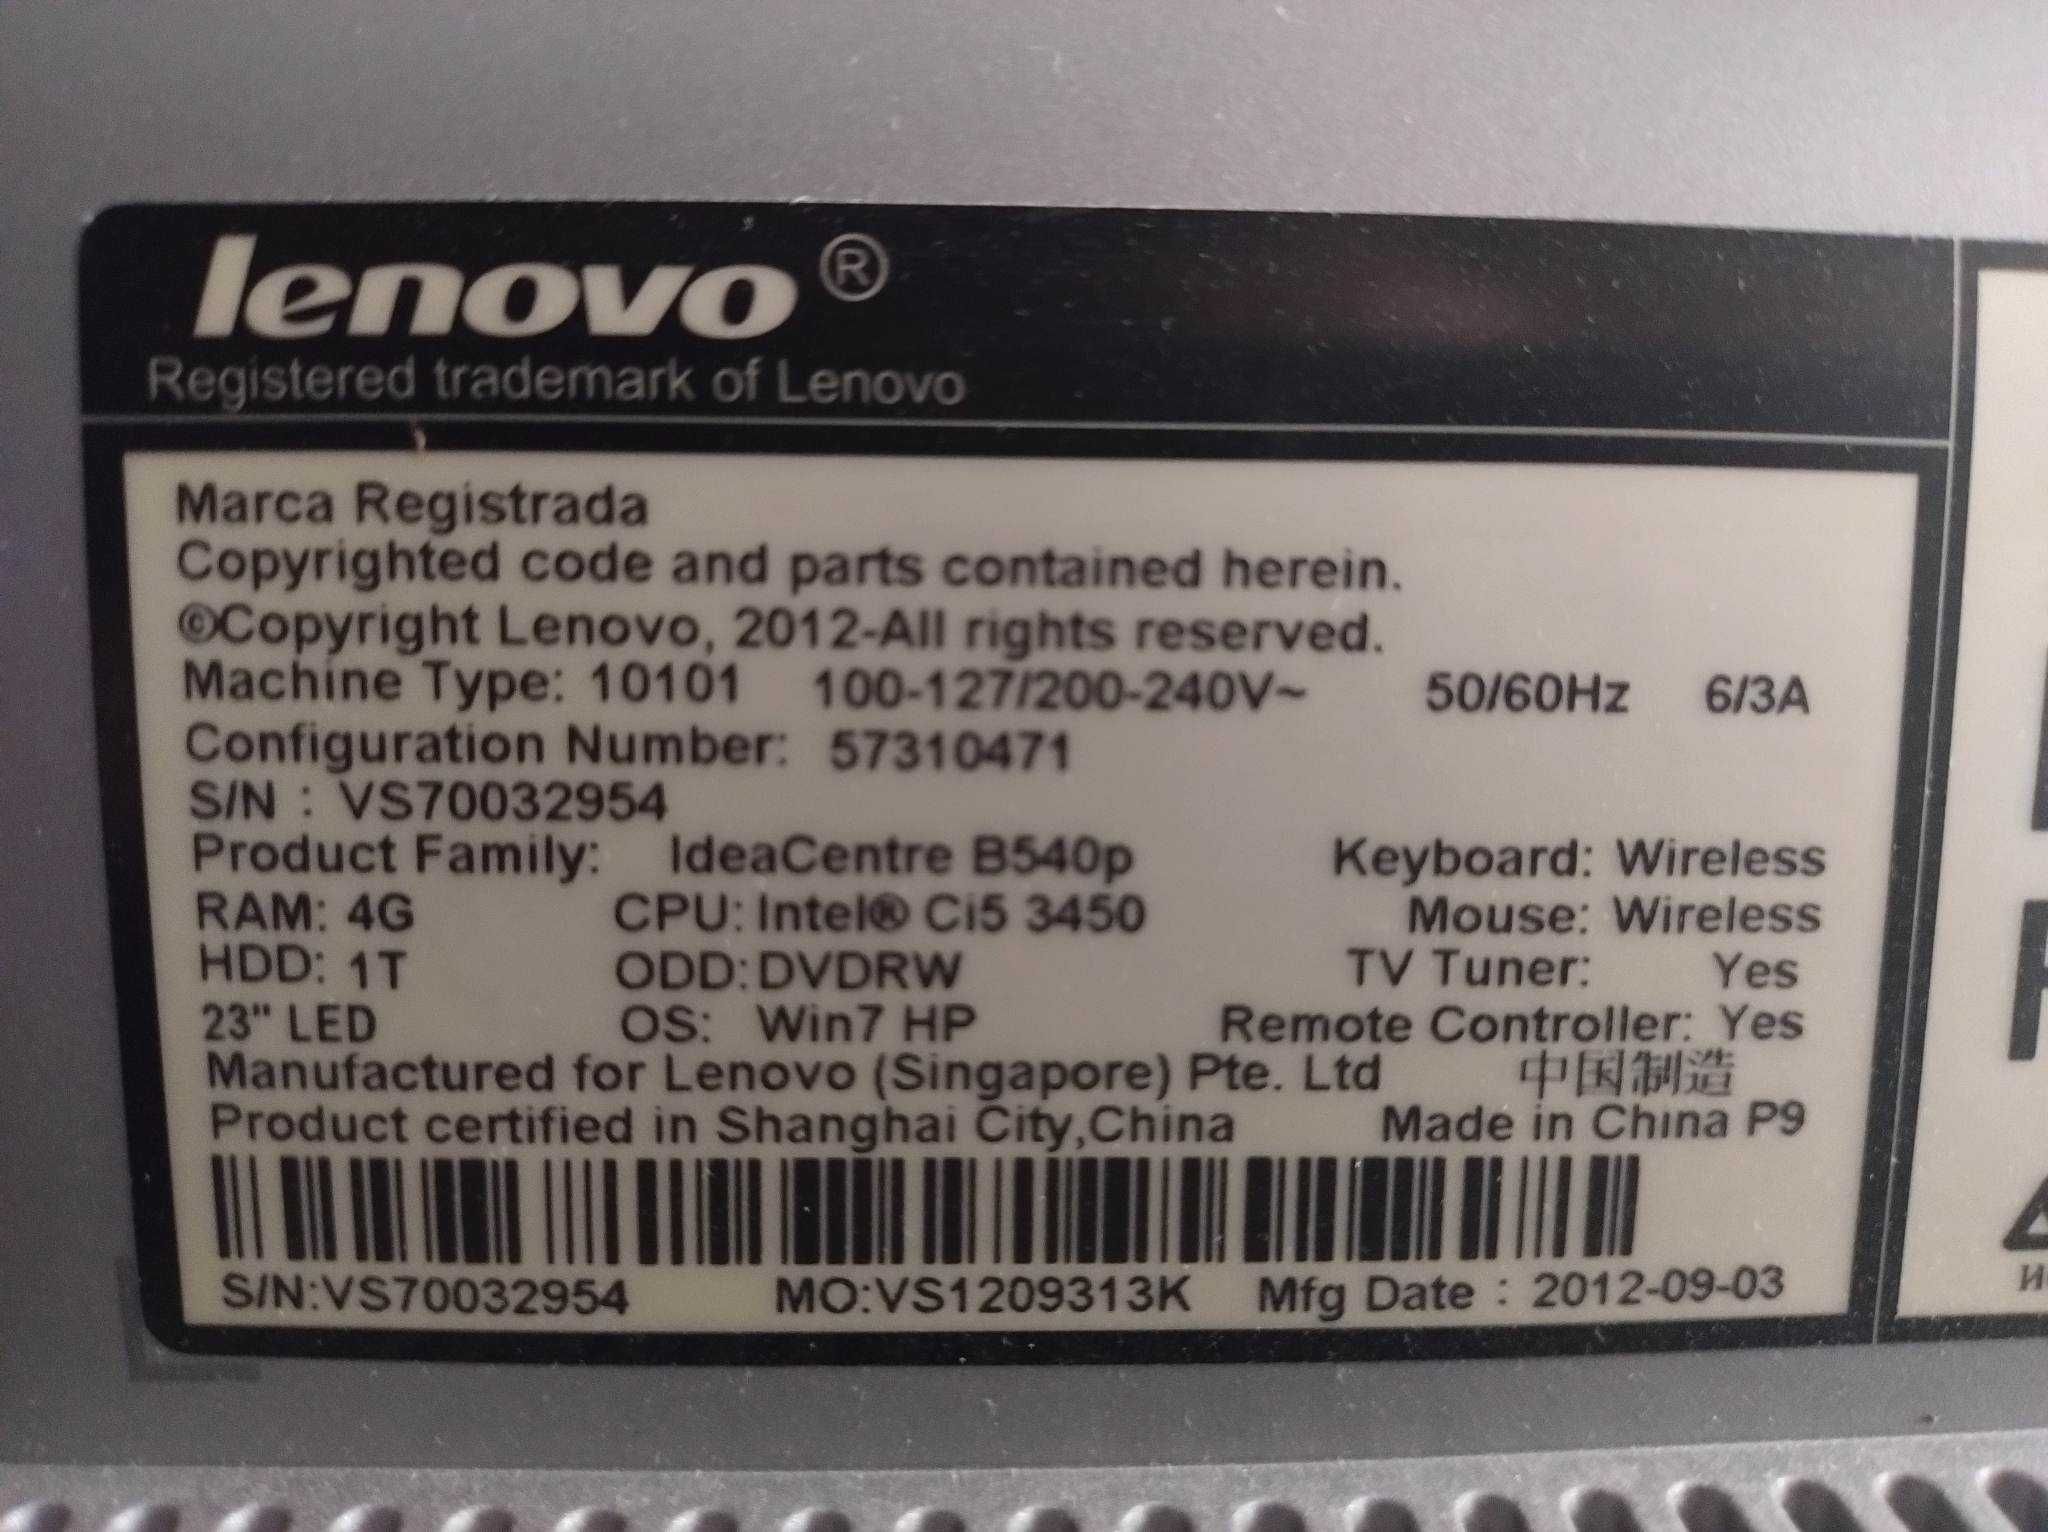 lenovo®
Registered trademark of Lenovo
Marca Registrada
Copyrighted code and parts contained herein.
©Copyright Lenovo, 2012-All rights reserved.
Machine Type: 10101 100-127/200-240V~ 50/60Hz 6/3A
Configuration Number: 57310471
S/N : VS70032954
Product Family: IdeaCentre B540p Keyboard: Wireless
RAM: 4G CPU: Intel® Ci5 3450 Mouse: Wireless
HDD: 1T ODD: DVDRW TV Tuner: Yes
23" LED OS: Win7 HP Remote Controller: Yes
Manufactured for Lenovo (Singapore) Pte. Ltd 中国制造
Product certified in Shanghai City,China Made in China P9
S/N:VS70032954 MO:VS1209313K Mfg Date : 2012-09-03